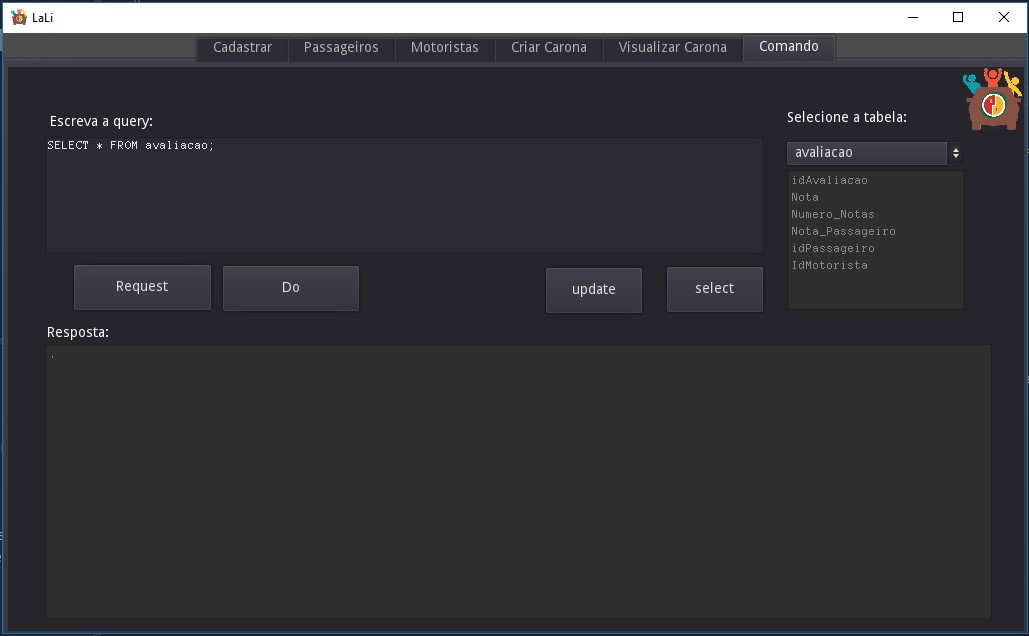 LaLi
Cadastrar Passageiros Motoristas Criar Carona Visualizar Carona Comando
Escreva a query:
SELECT * FROM avaliacao;
Selecione a tabela:
avaliacao
idAvaliacao
Nota
Numero_Notas
Nota_Passageiro
idPassageiro
IdMotorista
Request Do update select
Resposta:
.